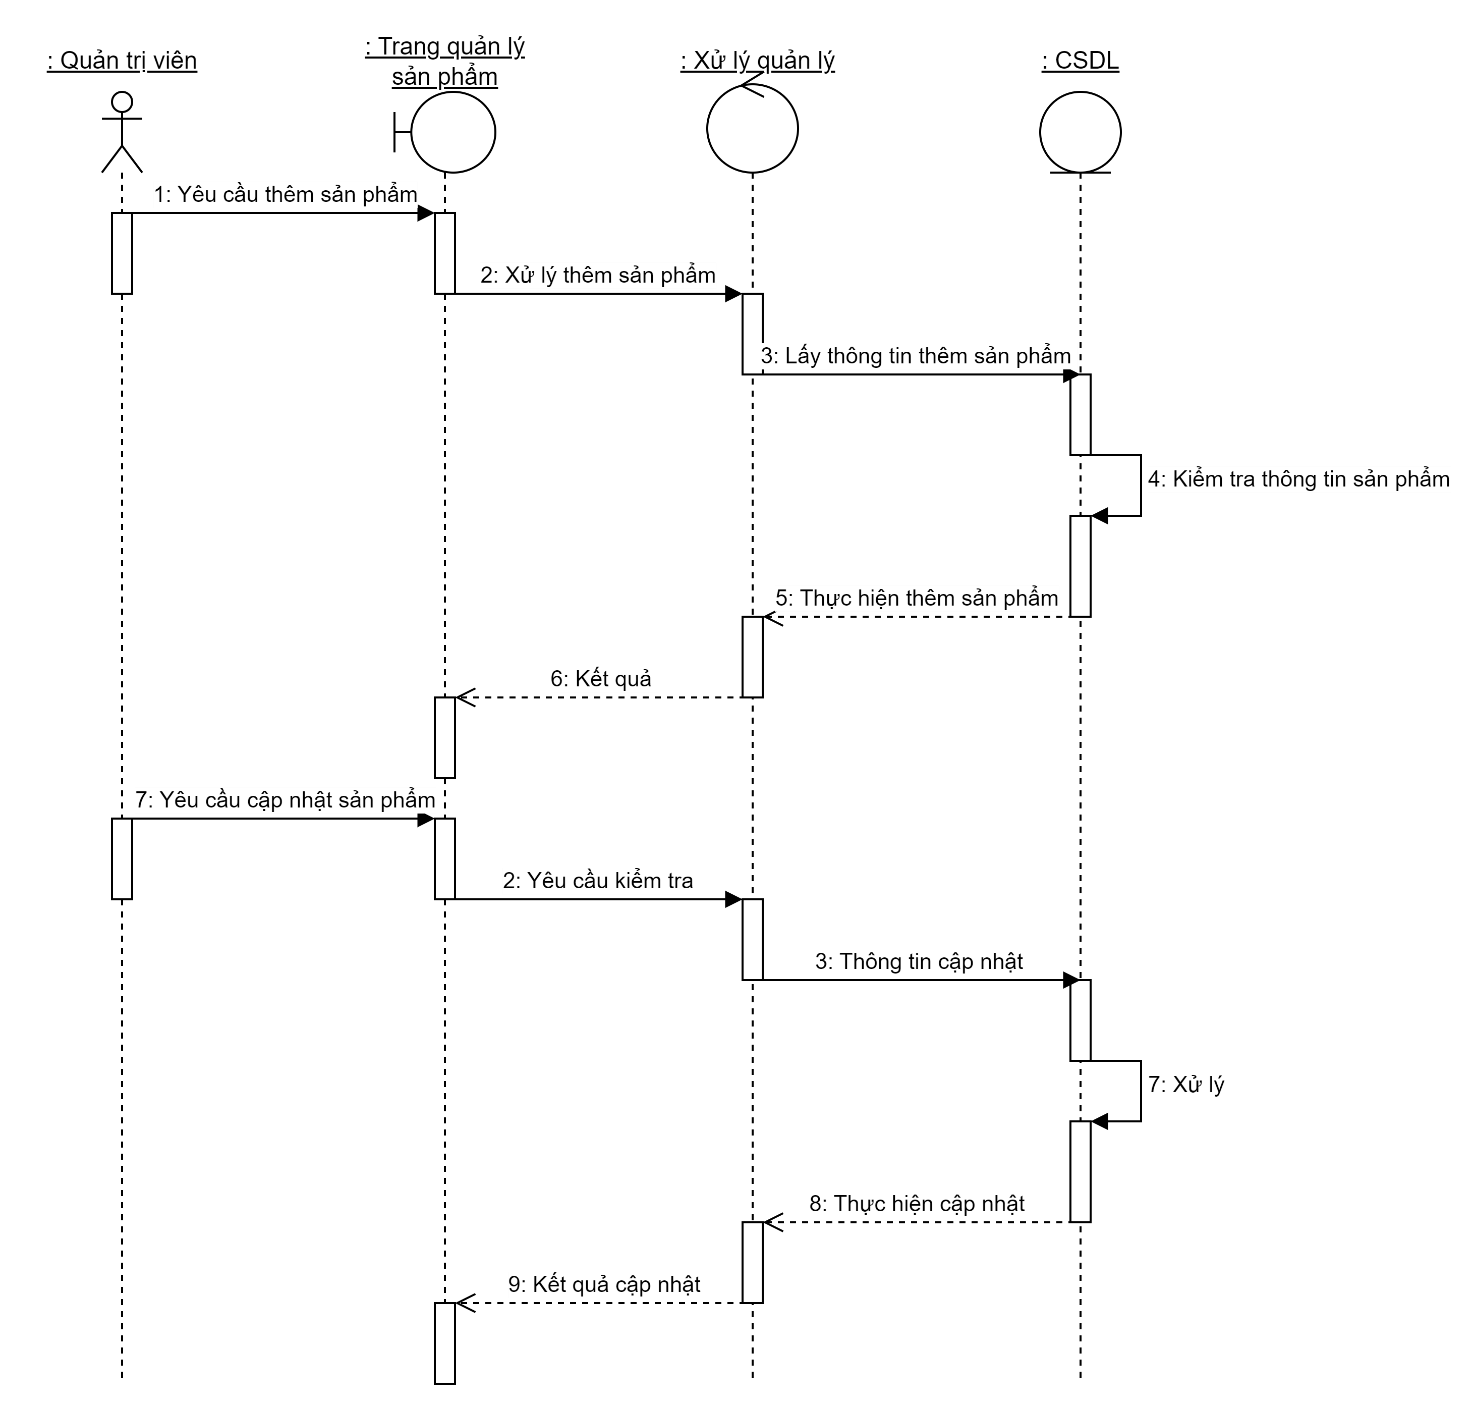 : Quản trị viên
: Trang quản lý
sản phẩm
: Xử lý quản lý
: CSDL
1: Yêu cầu thêm sản phẩm
2: Xử lý thêm sản phẩm
3: Lấy thông tin thêm sản phẩm
4: Kiểm tra thông tin sản phẩm
5: Thực hiện thêm sản phẩm
6: Kết quả
7: Yêu cầu cập nhật sản phẩm
2: Yêu cầu kiểm tra
3: Thông tin cập nhật
7: Xử lý
8: Thực hiện cập nhật
9: Kết quả cập nhật